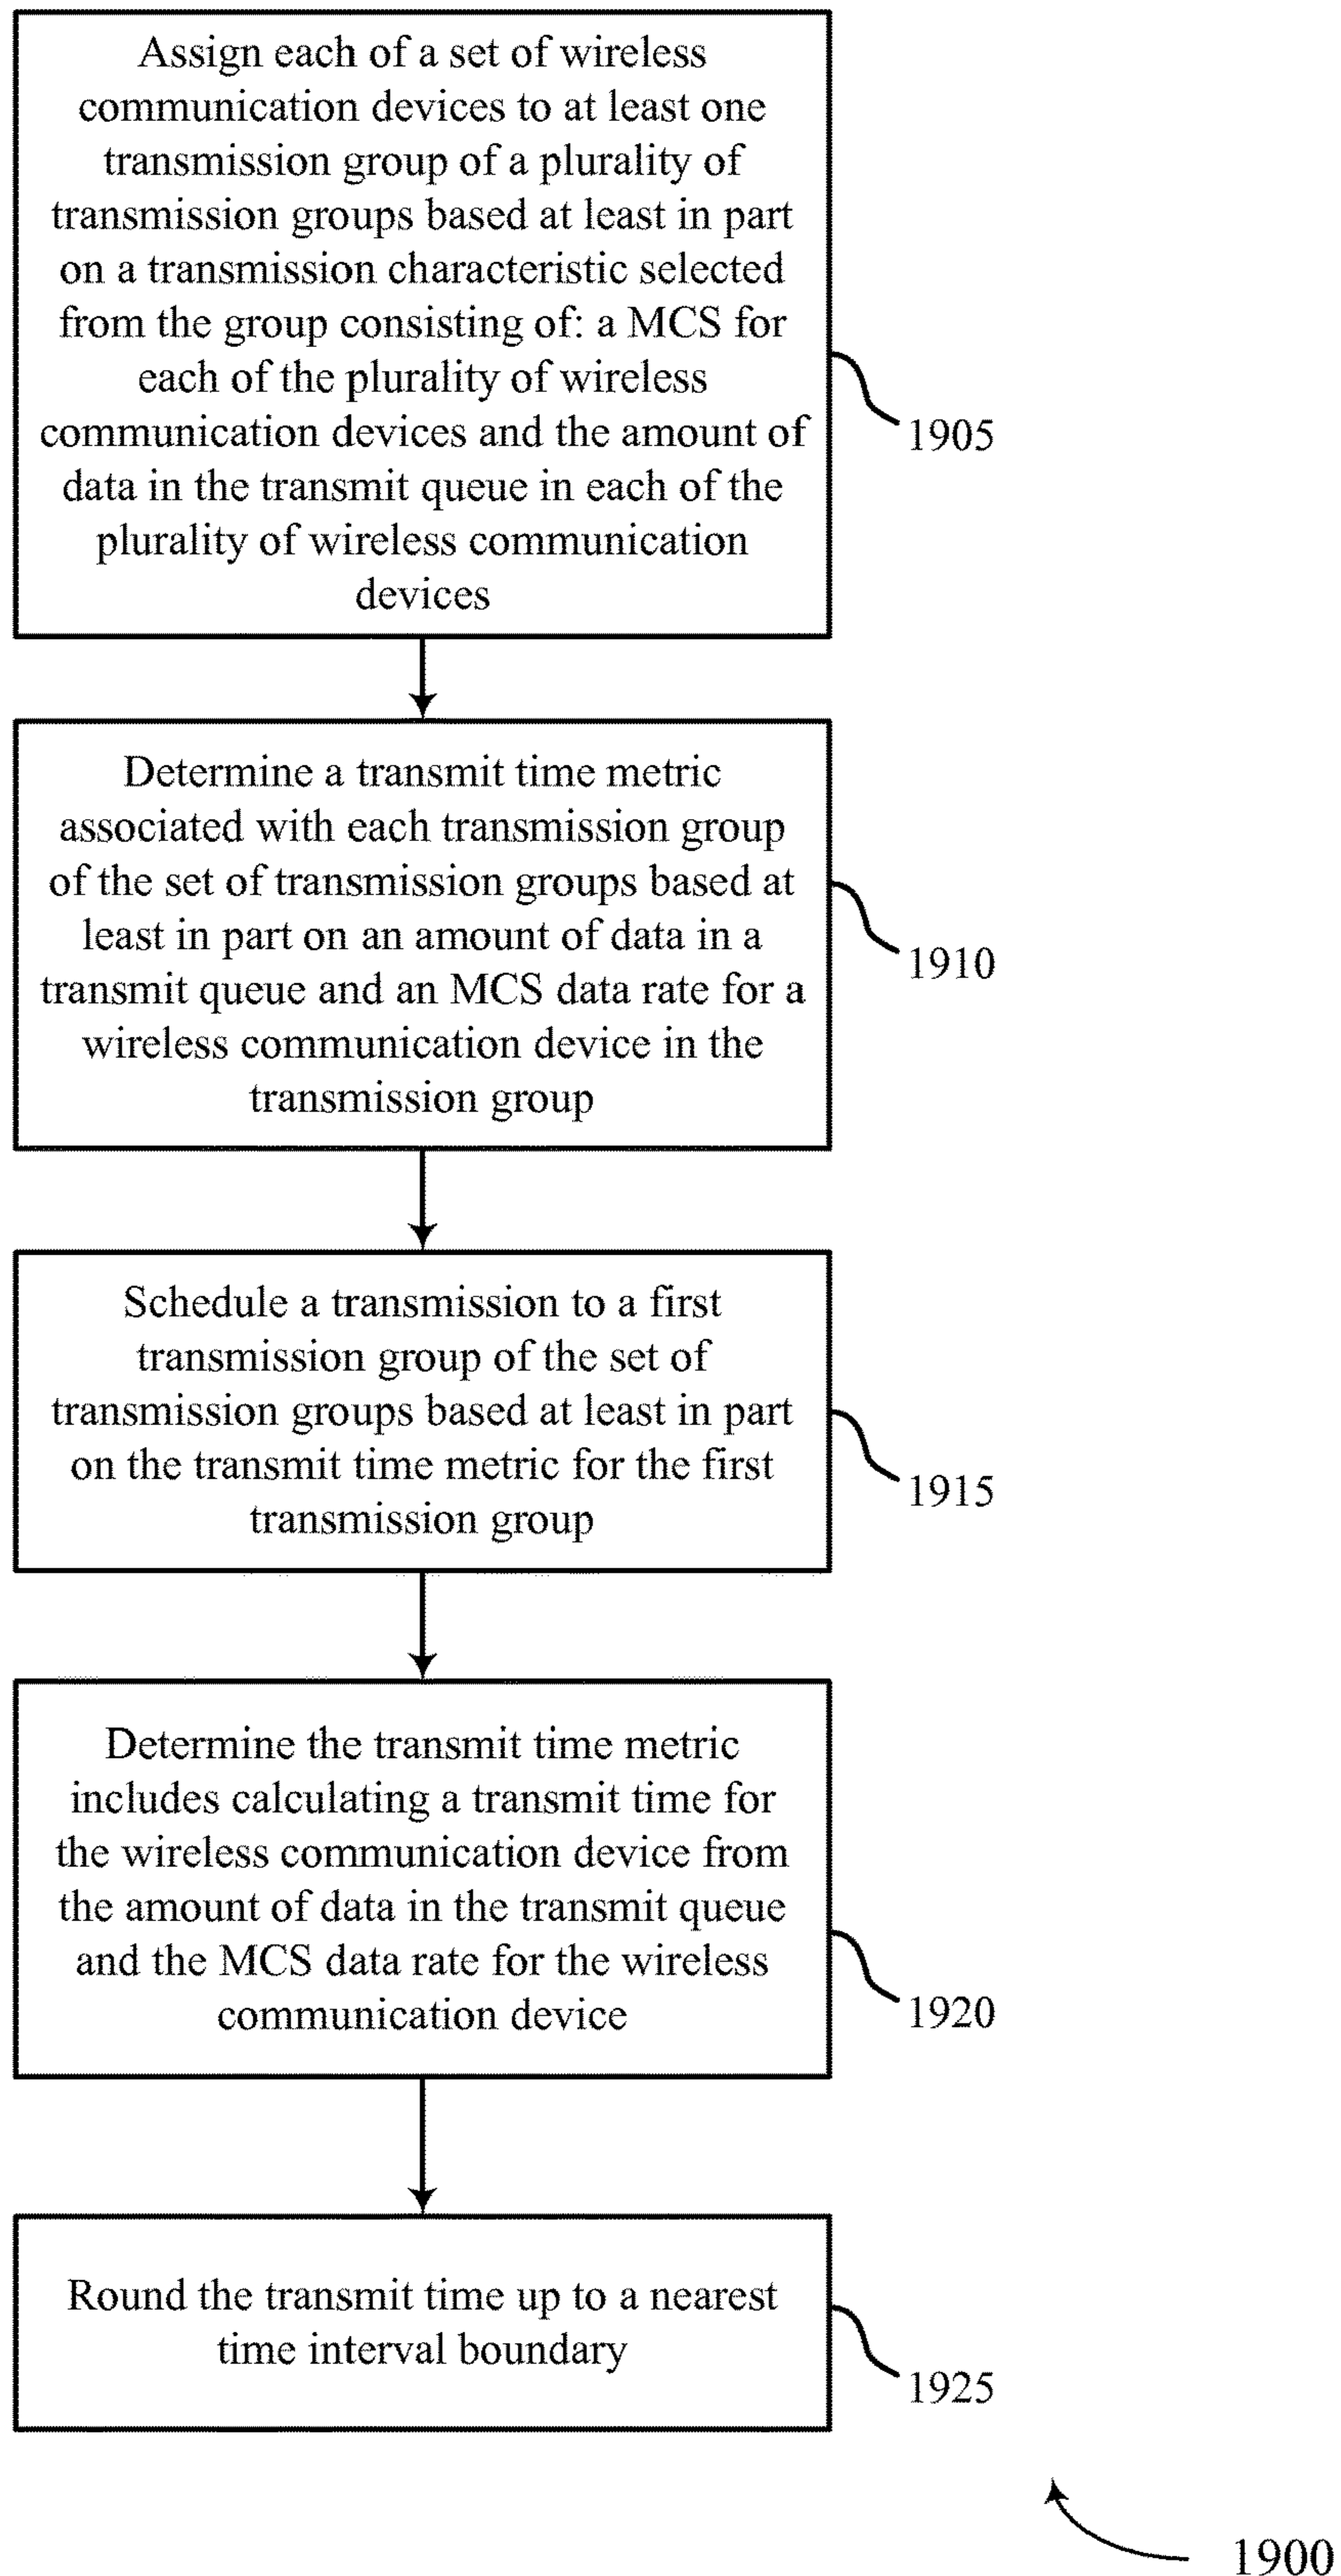 Assign each of a set of wireless
communication devices to at least one
transmission group of a plurality of
transmission groups based at least in part
on a transmission characteristic selected
from the group consisting of: a MCS for
each of the plurality of wireless
communication devices and the amount of
data in the transmit queue in each of the
plurality of wireless communication
devices
1905
Determine a transmit time metric
associated with each transmission group
of the set of transmission groups based at
least in part on an amount of data in a
transmit queue and an MCS data rate for a
wireless communication device in the
transmission group
1910
Schedule a transmission to a first
transmission group of the set of
transmission groups based at least in part
on the transmit time metric for the first
transmission group
1915
Determine the transmit time metric
includes calculating a transmit time for
the wireless communication device from
the amount of data in the transmit queue
and the MCS data rate for the wireless
communication device
1920
Round the transmit time up to a nearest
time interval boundary
1925
1900